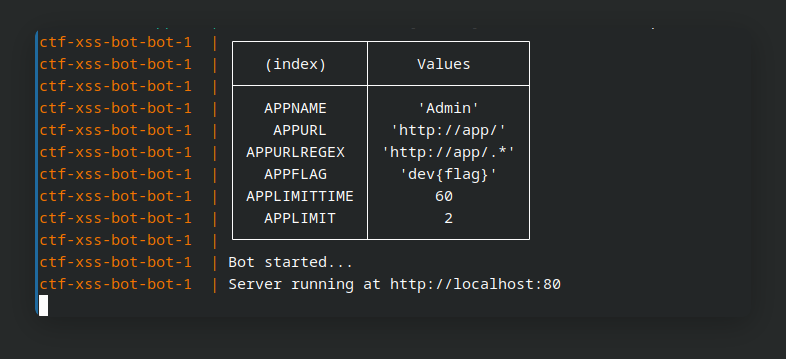 ctf-xss-bot-bot-1 |
ctf-xss-bot-bot-1 | (index) Values
ctf-xss-bot-bot-1 |
ctf-xss-bot-bot-1 | APPNAME 'Admin'
ctf-xss-bot-bot-1 | APPURL 'http://app/'
ctf-xss-bot-bot-1 | APPURLREGEX 'http://app/.*'
ctf-xss-bot-bot-1 | APPFLAG 'dev{flag}'
ctf-xss-bot-bot-1 | APPLIMITTIME 60
ctf-xss-bot-bot-1 | APPLIMIT 2
ctf-xss-bot-bot-1 |
ctf-xss-bot-bot-1 | Bot started...
ctf-xss-bot-bot-1 | Server running at http://localhost:80